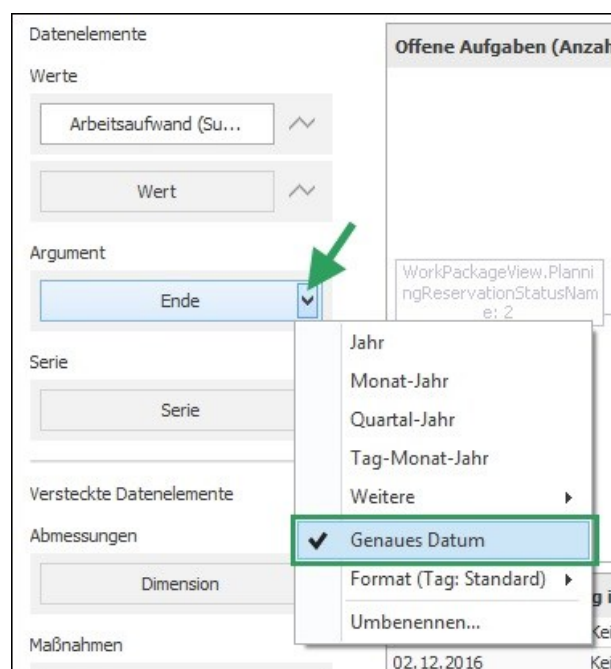 Datenelemente
Offene Aufgaben (Anzah
Werte
Arbeitsaufwand (Su...
Wert
Argument
WorkPackageView.Planni
ngReservationStatusNam
e: 2
Ende
Jahr
Serie
Monat-Jahr
Quartal-Jahr
Serie
Tag-Monat-Jahr
Weitere
Versteckte Datenelemente
Abmessungen
Genaues Datum
Dimension
Format (Tag: Standard)
g i
Umbenennen...
Kei
Maßnahmen
02.12.2016
Kei